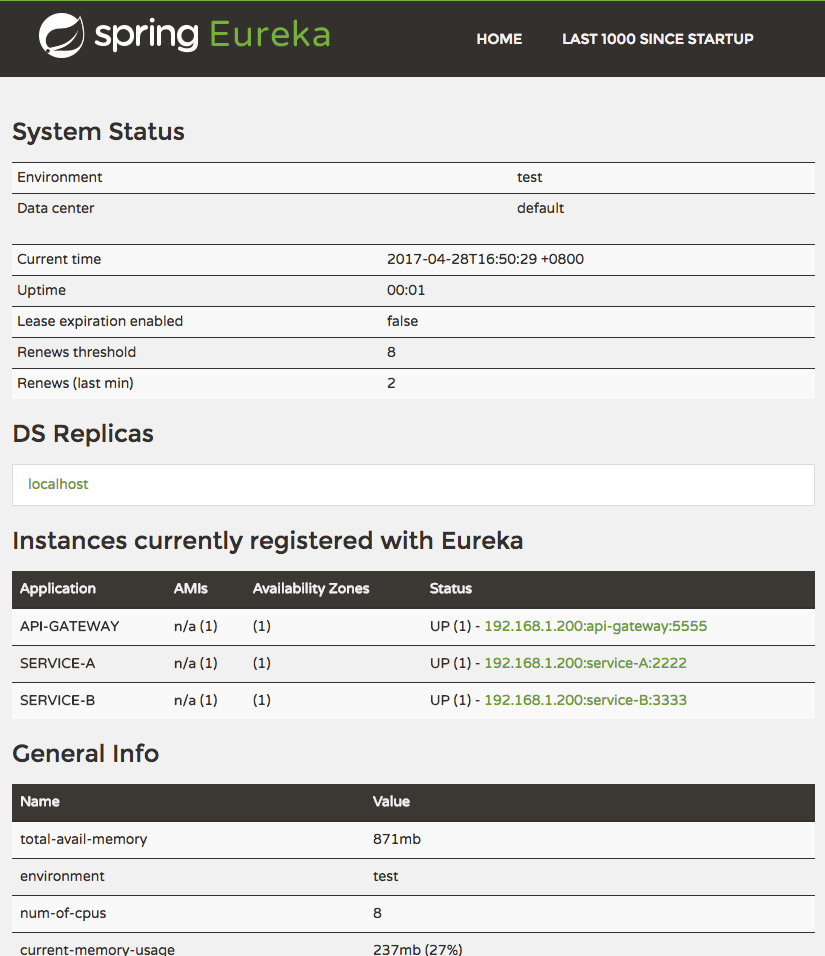 spring Eureka HOME LAST 1000 SINCE STARTUP
System Status
Environment test
Data center default
Current time 2017-04-28T16:50:29 +0800
Uptime 00:01
Lease expiration enabled false
Renews threshold 8
Renews (last min) 2
DS Replicas
localhost
Instances currently registered with Eureka
Application AMIs Availability Zones Status
API-GATEWAY n/a (1) (1) UP (1) - 192.168.1.200:api-gateway:5555
SERVICE-A n/a (1) (1) UP (1) - 192.168.1.200:service-A:2222
SERVICE-B n/a (1) (1) UP (1) - 192.168.1.200:service-B:3333
General Info
Name Value
total-avail-memory 871mb
environment test
num-of-cpus 8
current-memory-usage 237mb (27%)